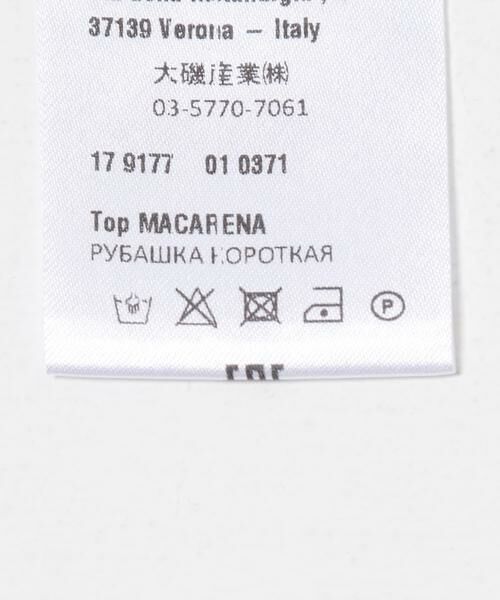 37139 Verona – Italy
大磯産業㈱
03-5770-7061
17 9177 01 0371
Top MACARENA
РУБАШКА КОРОТКАЯ
P